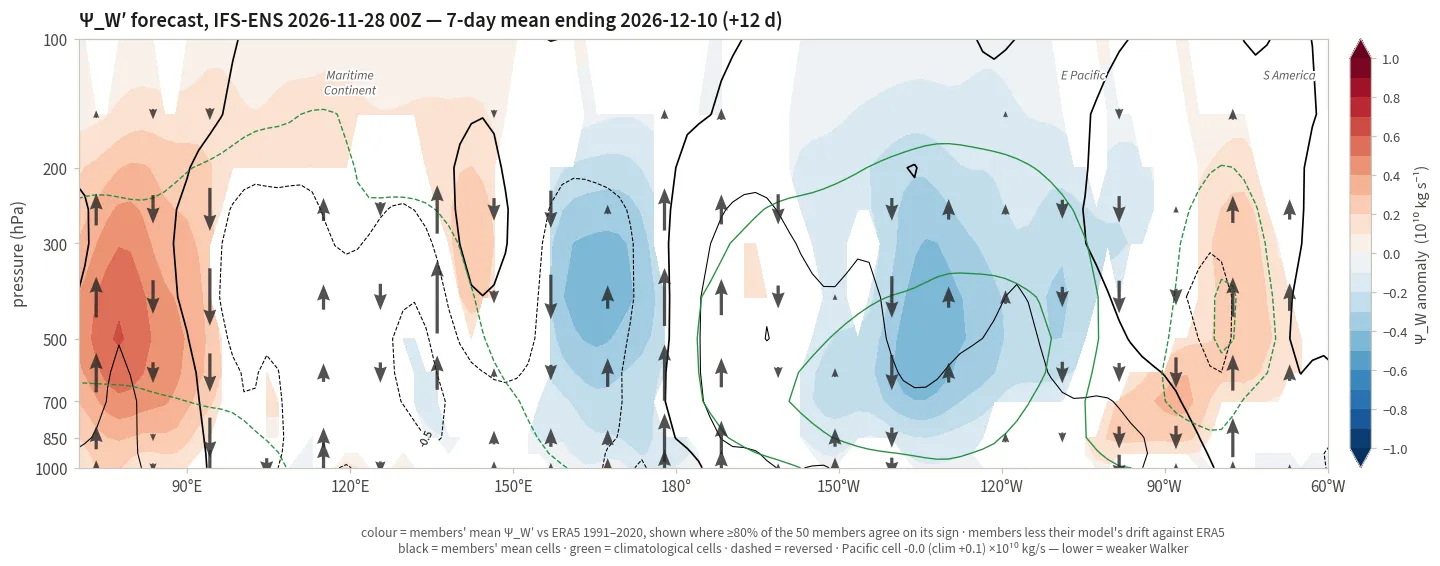 Ψ_W′ forecast, IFS-ENS 2026-11-28 00Z — 7-day mean ending 2026-12-10 (+12 d)
100
200
300
400
500
700
850
1000
pressure (hPa)
Maritime
Continent
E Pacific
S America
90°E
120°E
150°E
180°
150°W
120°W
90°W
60°W
1.0
0.8
0.6
0.4
0.2
0.0
−0.2
−0.4
−0.6
−0.8
−1.0
Ψ_W anomaly (10¹⁰ kg s⁻¹)
colour = members' mean Ψ_W′ vs ERA5 1991–2020, shown where ≥80% of the 50 members agree on its sign · members less their model's drift against ERA5
black = members' mean cells · green = climatological cells · dashed = reversed · Pacific cell -0.0 (clim +0.1) ×10¹⁰ kg/s — lower = weaker Walker